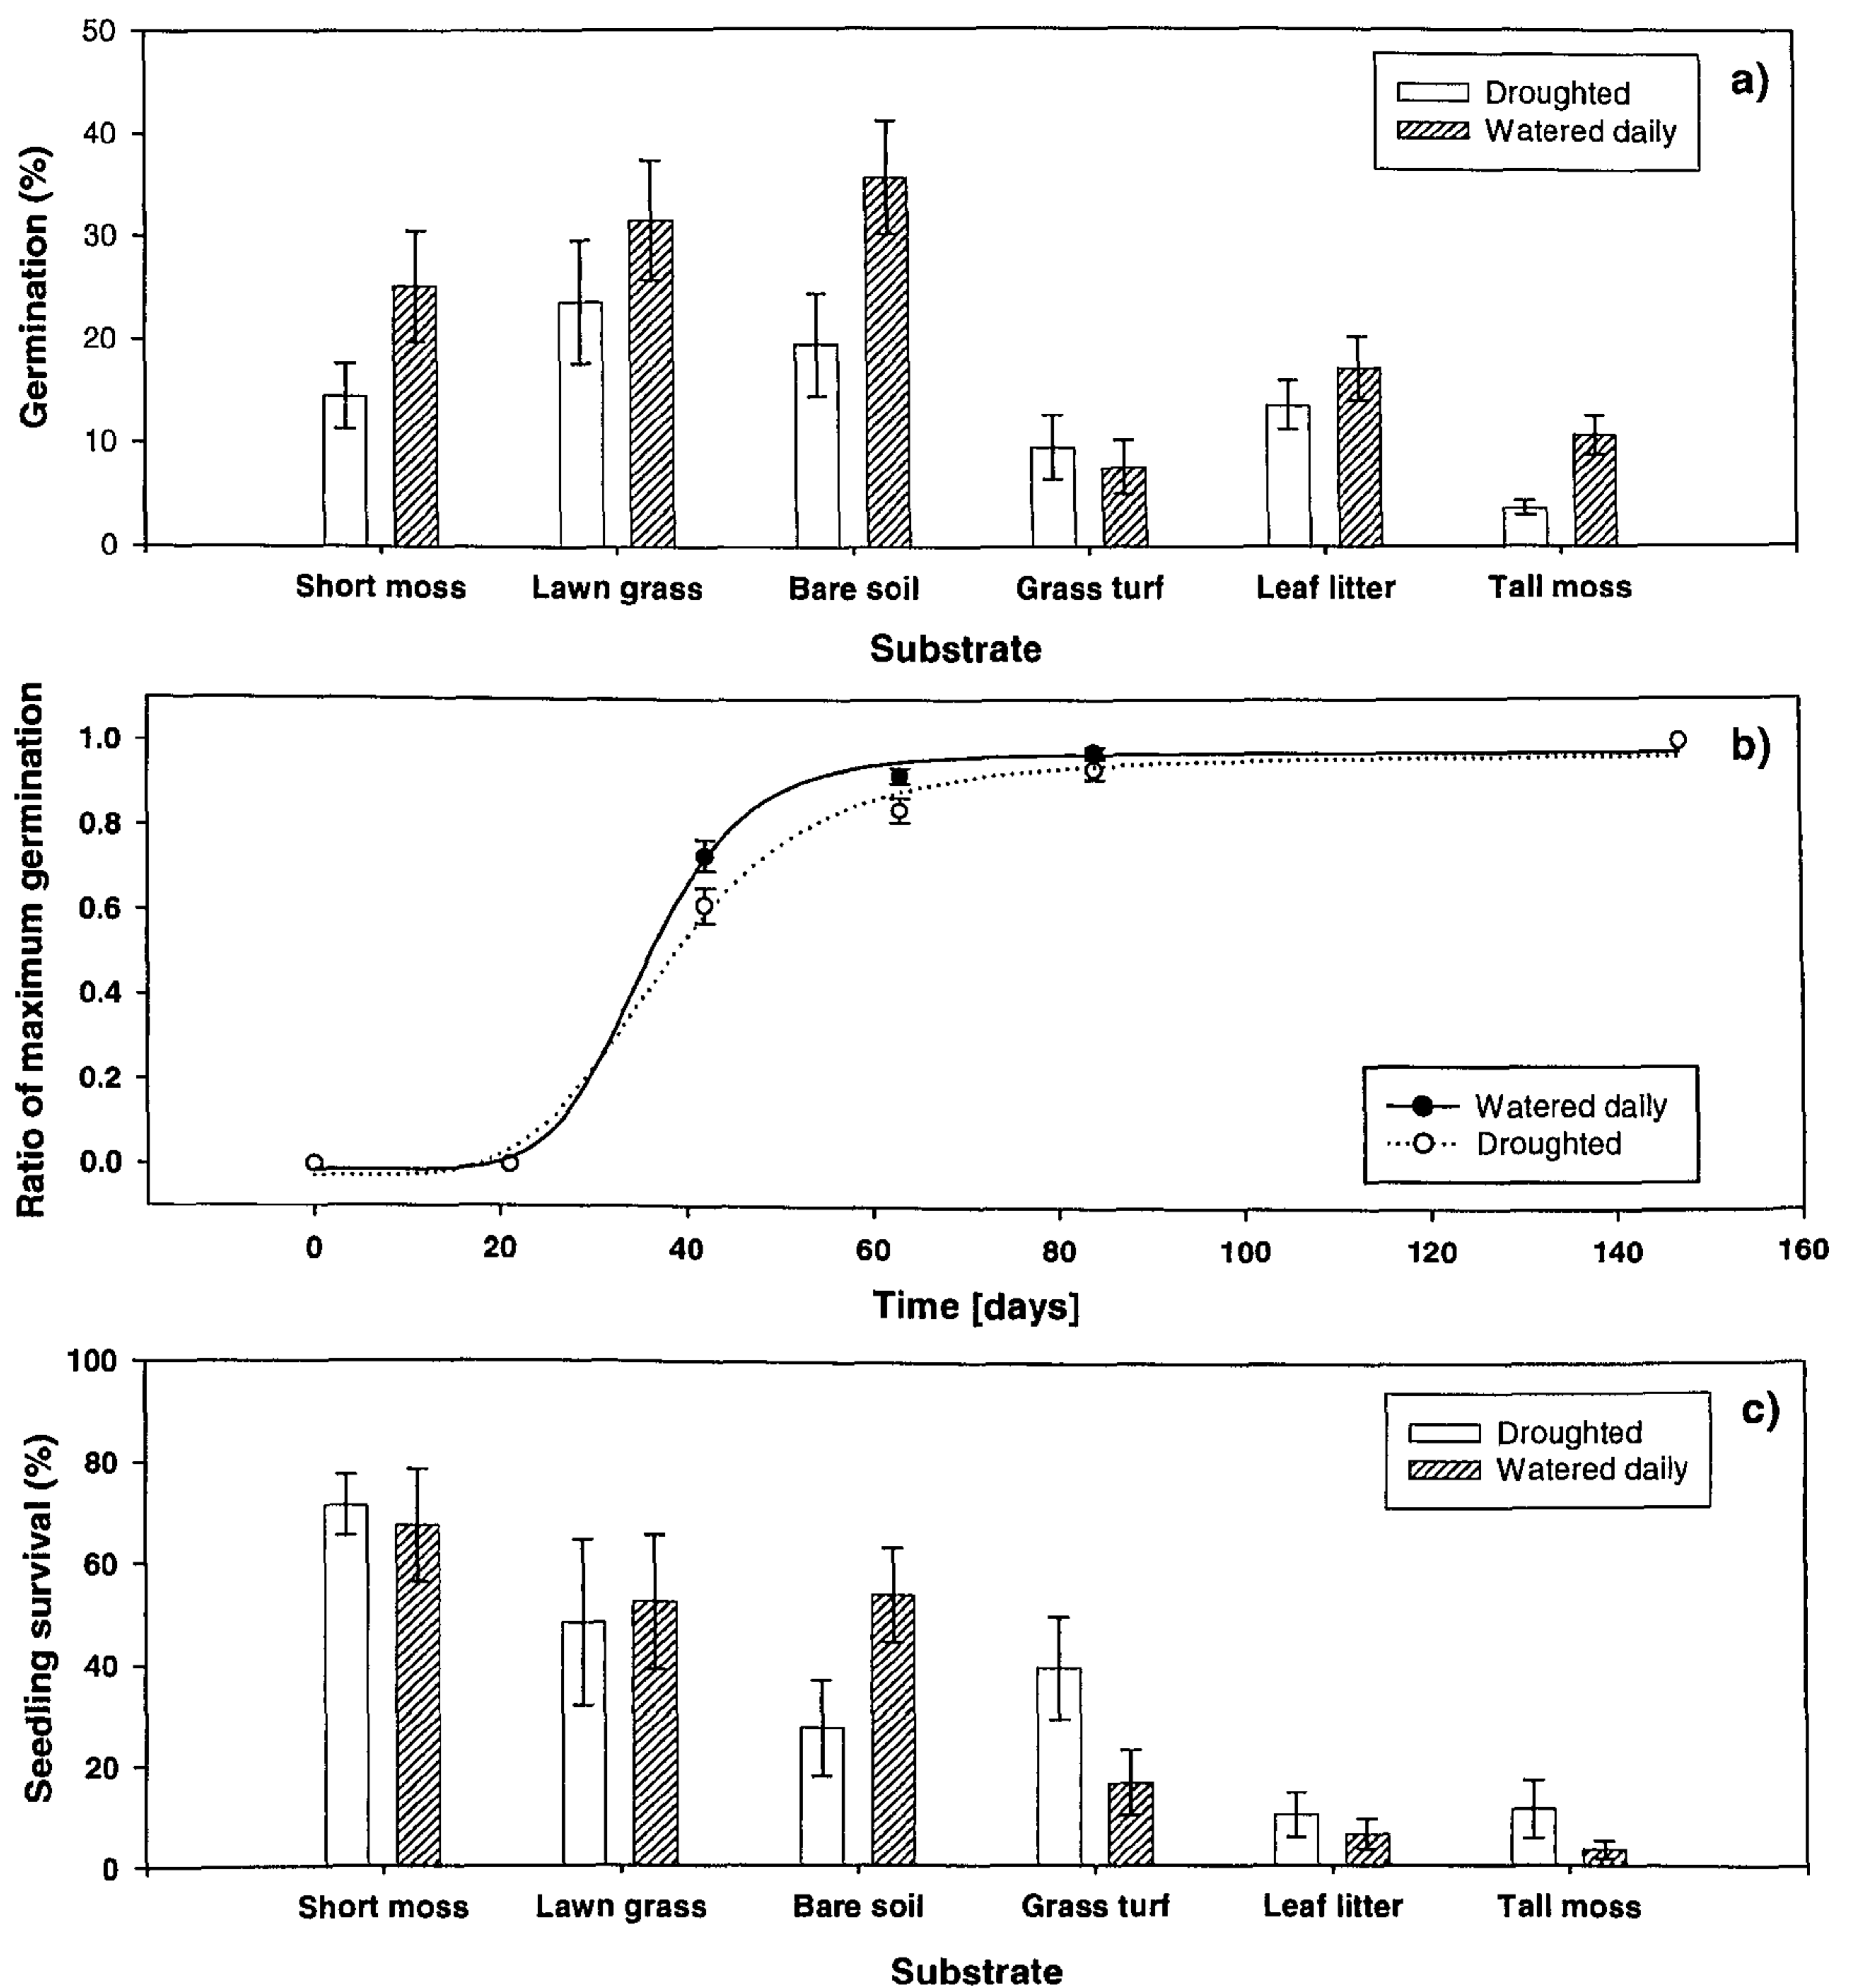 50
a)
Droughted
Watered daily
40
30
20
10
0
Germination (%)
Short moss Lawn grass Bare soil Grass turf Leaf litter Tall moss
Substrate
1.0
b)
0.8
0.6
0.4
0.2
0.0
Ratio of maximum germination
Watered daily
Droughted
0 20 40 60 80 100 120 140 160
Time [days]
100
c)
Droughted
Watered daily
80
60
40
20
0
Seedling survival (%)
Short moss Lawn grass Bare soil Grass turf Leaf litter Tall moss
Substrate